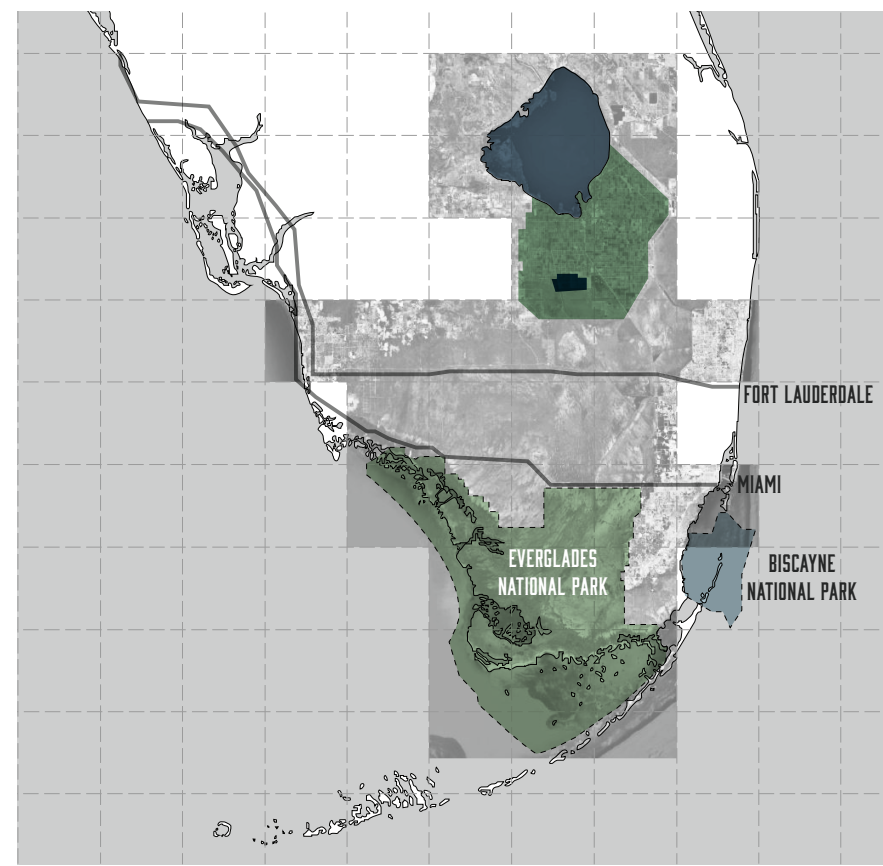 FORT LAUDERDALE
MIAMI
EVERGLADES
NATIONAL PARK
BISCAYNE
NATIONAL PARK